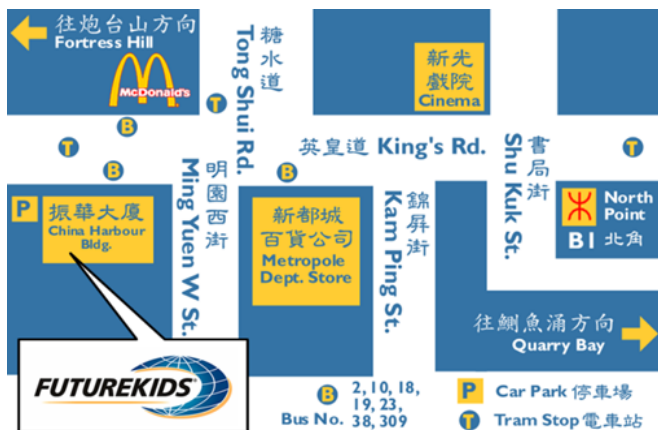 往炮台山方向
Fortress Hill
McDonald's
糖水道
Tong Shui Rd.
新光
戲院
Cinema
T
B
T
B
B
英皇道 King's Rd.
書局街
Shu Kuk St.
T
P
振華大廈
China Harbour
Bldg.
明園西街
Ming Yuen W St.
新都城
百貨公司
Metropole
Dept. Store
錦屏街
Kam Ping St.
North
Point
B1 北角
往鰂魚涌方向
Quarry Bay
FUTUREKIDS®
B
2, 10, 18,
19, 23,
Bus No. 38, 309
P Car Park 停車場
T Tram Stop 電車站